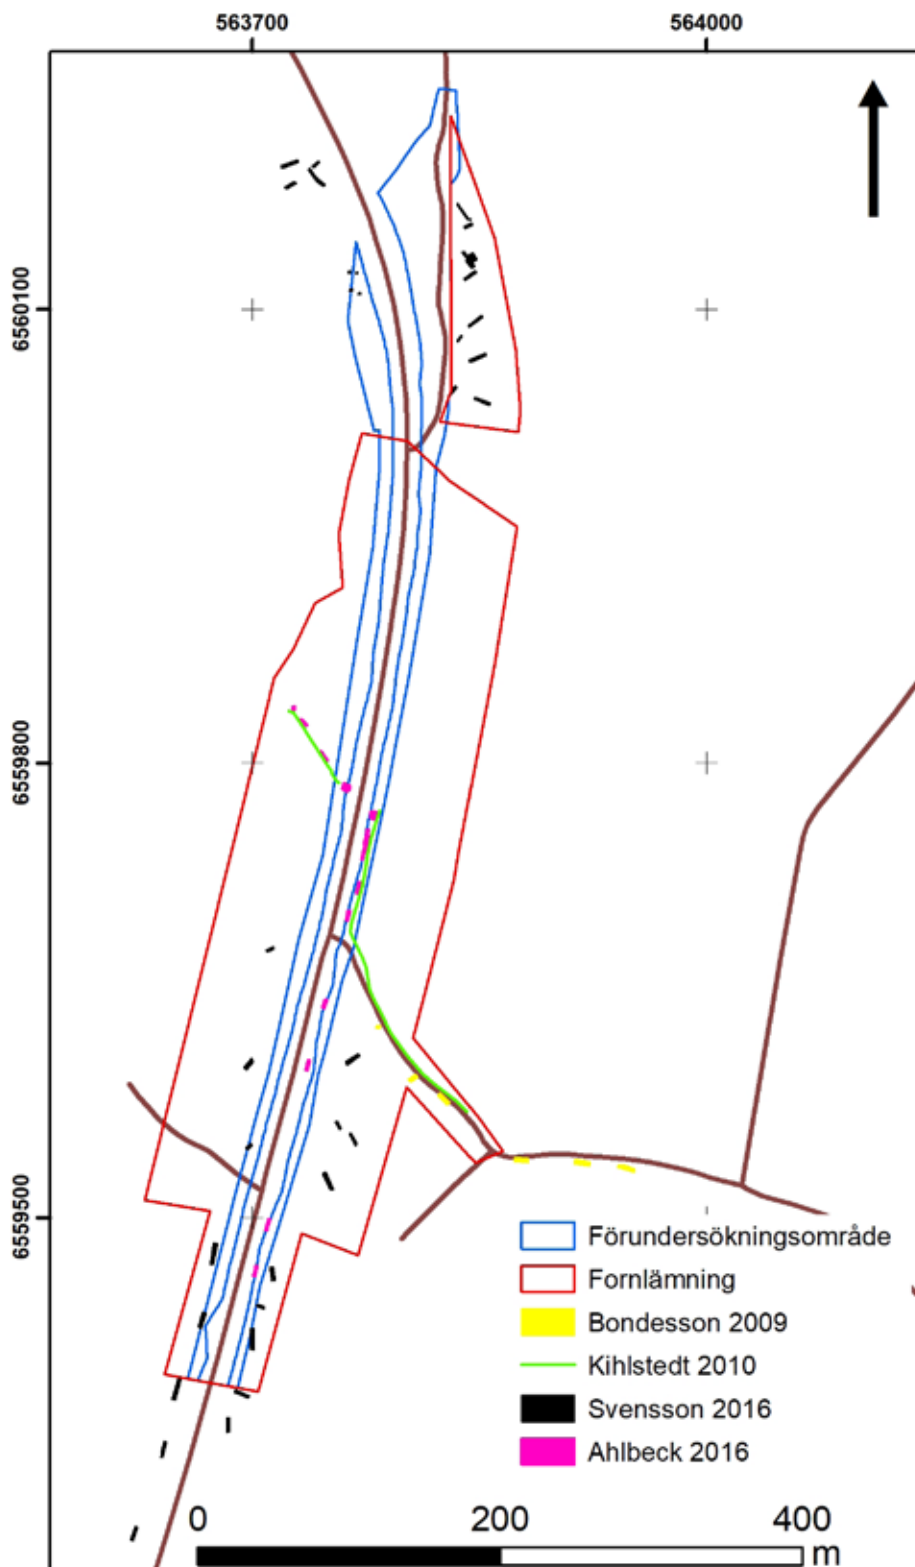 563700 564000
6560100
6559800
6559500
Förundersökningsområde
Fornlämning
Bondesson 2009
Kihlstedt 2010
Svensson 2016
Ahlbeck 2016
0 200 400
m